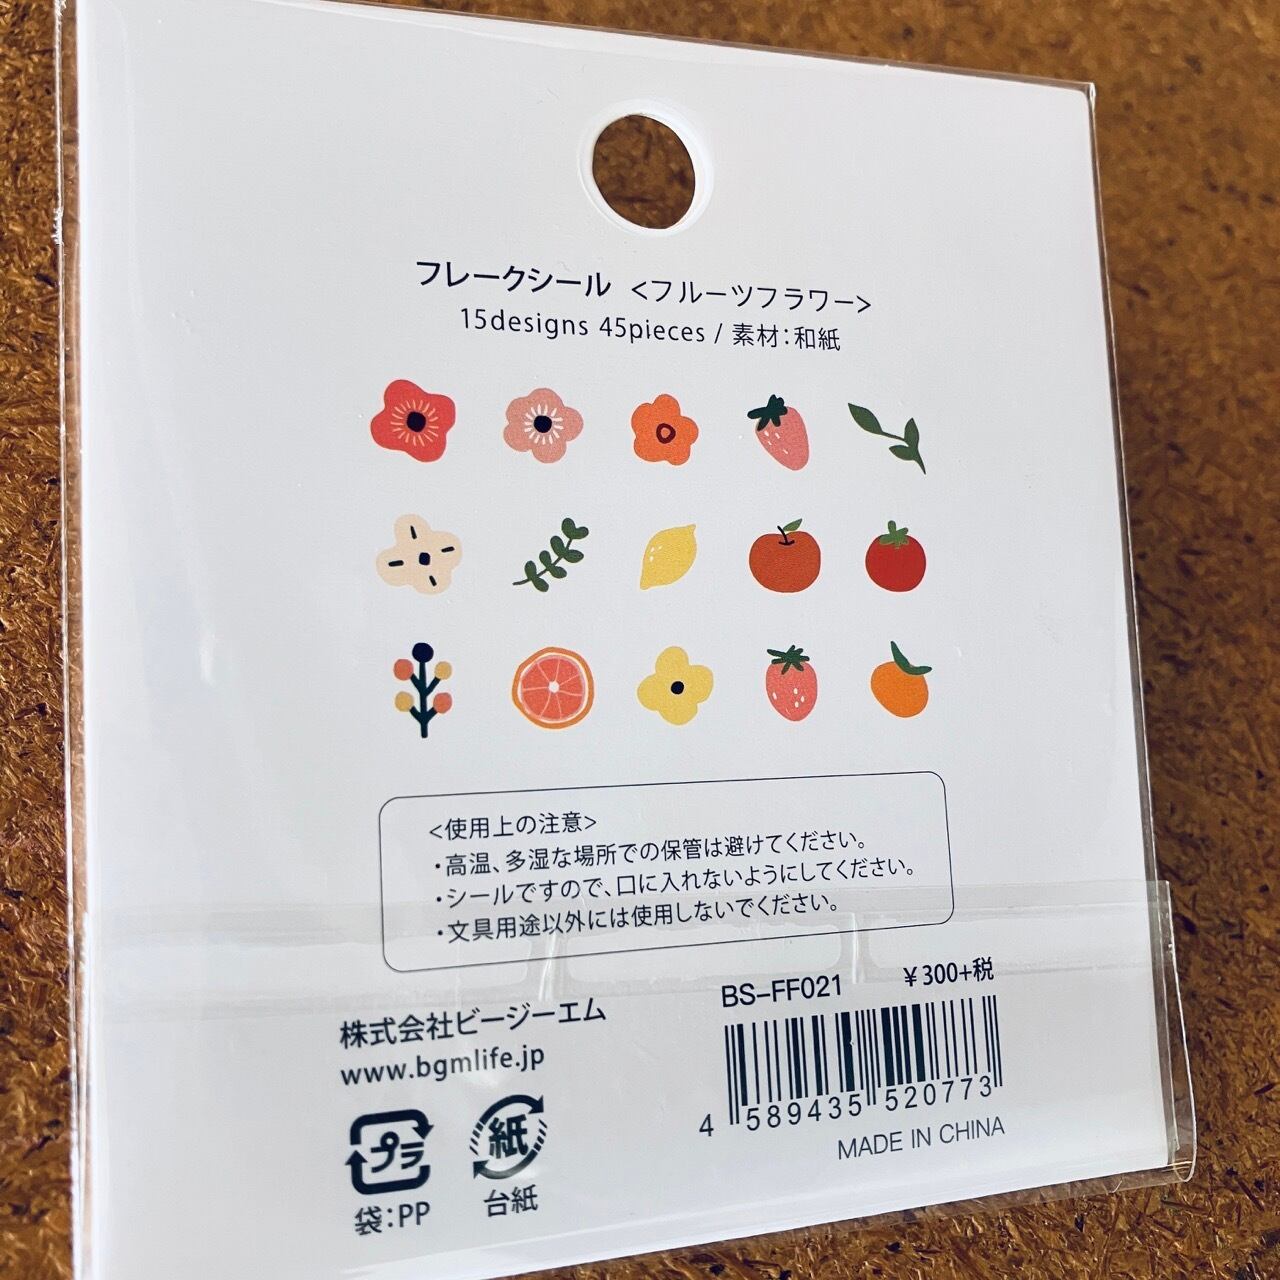 フレークシール <フルーツフラワー>
15designs 45pieces / 素材:和紙
<使用上の注意>
・高温、多湿な場所での保管は避けてください。
・シールですので、口に入れないようにしてください。
・文具用途以外には使用しないでください。
株式会社ビージーエム
www.bgmlife.jp
プラ
袋:PP
紙
台紙
BS-FF021 ¥300+税
4 589435 520773
MADE IN CHINA